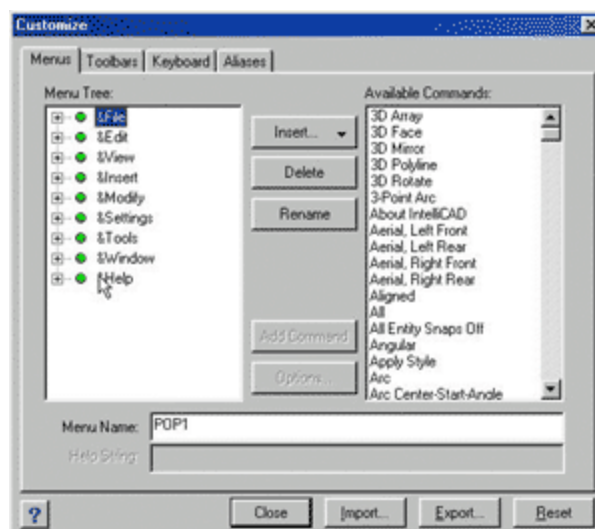 Customize
Menus Toolbars Keyboard Aliases
Menu Tree:
&File
&Edit
&View
&Insert
&Modify
&Settings
&Tools
&Window
&Help
Insert...
Delete
Rename
Add Command
Options...
Available Commands:
3D Array
3D Face
3D Mirror
3D Polyline
3D Rotate
3-Point Arc
About IntelliCAD
Aerial, Left Front
Aerial, Left Rear
Aerial, Right Front
Aerial, Right Rear
Aligned
All
All Entity Snaps Off
Angular
Apply Style
Arc
Arc Center-Start-Angle
Menu Name: POP1
Help String:
? Close Import... Export... Reset